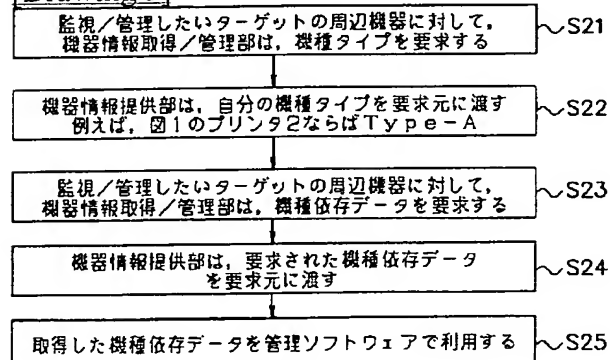 監視/管理したいターゲットの周辺機器に対して,
機器情報取得/管理部は,機種タイプを要求する
~S21
機器情報提供部は,自分の機種タイプを要求元に渡す
例えば,図1のプリンタ2ならばType-A
~S22
監視/管理したいターゲットの周辺機器に対して,
機器情報取得/管理部は,機種依存データを要求する
~S23
機器情報提供部は,要求された機種依存データ
を要求元に渡す
~S24
取得した機種依存データを管理ソフトウェアで利用する
~S25